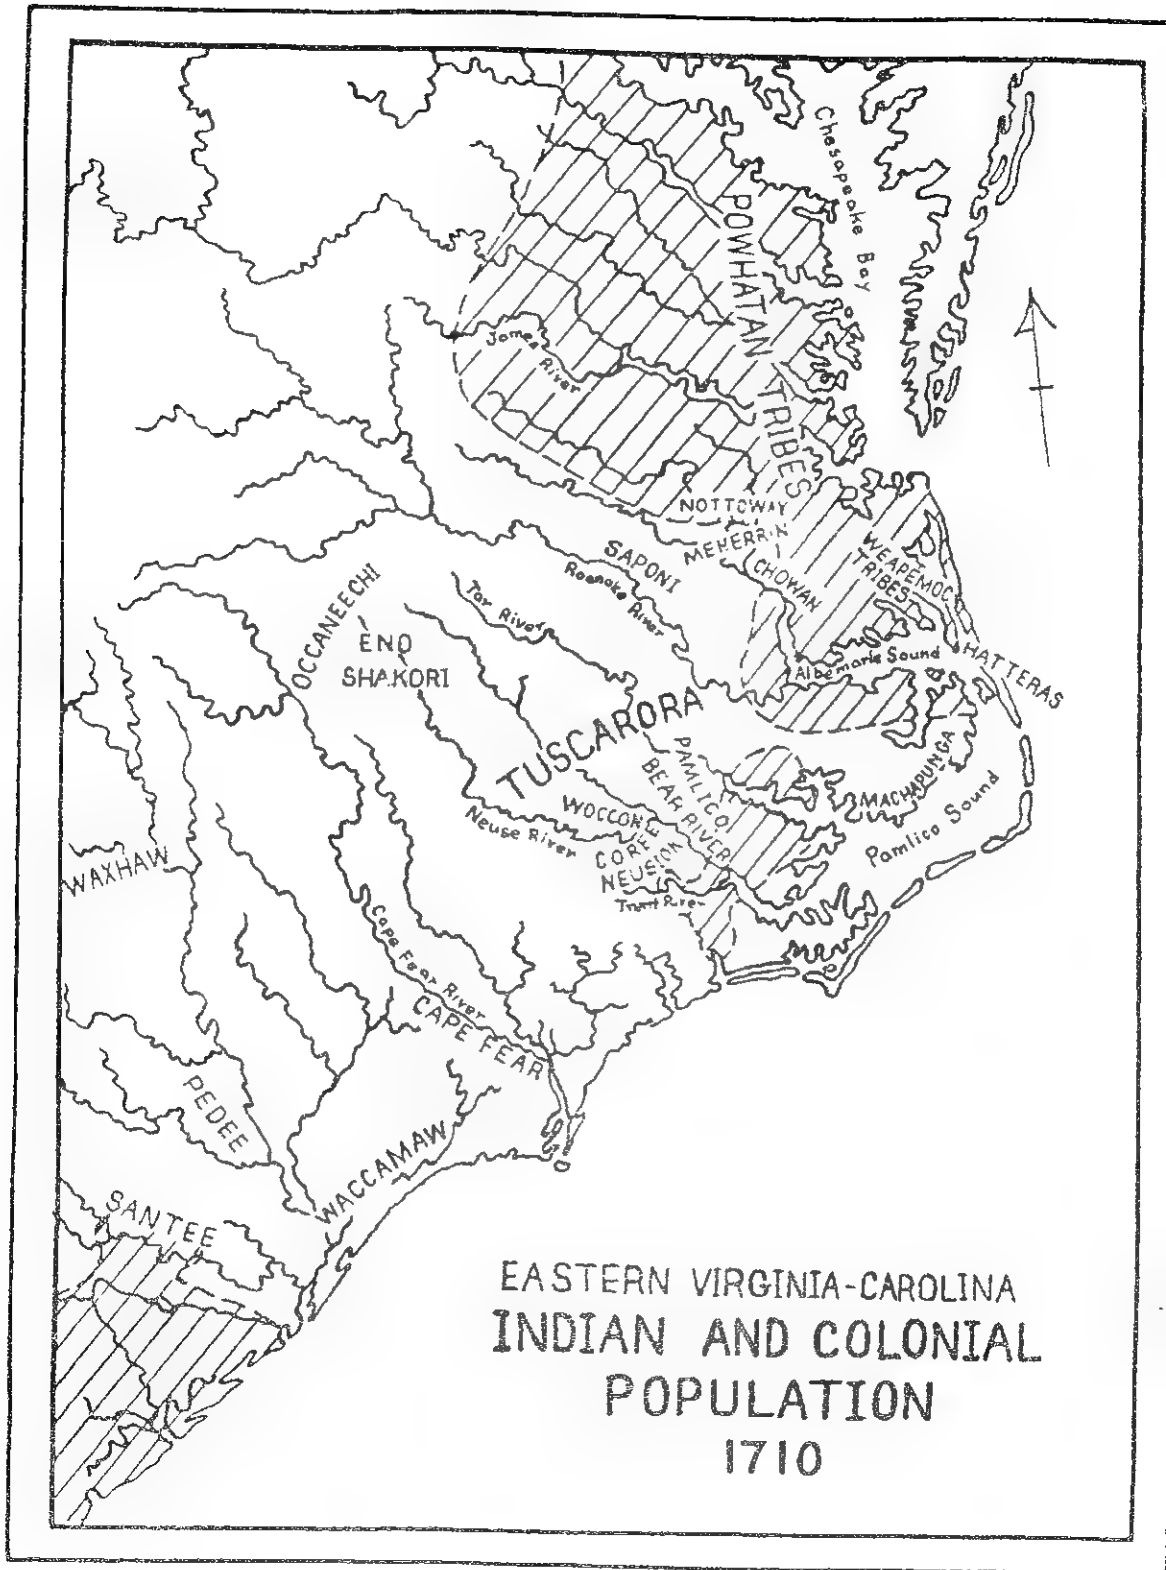 Chesapeake Bay
POWHATAN TRIBES
James River
NOTTOWAY
MEHERRIN
SAPONI
Roanoke River
CHOWAN
WEAPEMOC
TRIBES
OCCANEECHI
Tar River
ENO
SHAKORI
Albemarle Sound
HATTERAS
TUSCARORA
PAMLICO
BEAR RIVER
MACHAPUNGA
Pamlico Sound
WOCCON
Neuse River
CORE
NEUSION
Trent River
WAXHAW
Cape Fear River
CAPE FEAR
PEDEE
WACCAMAW
SANTEE
EASTERN VIRGINIA-CAROLINA
INDIAN AND COLONIAL
POPULATION
1710